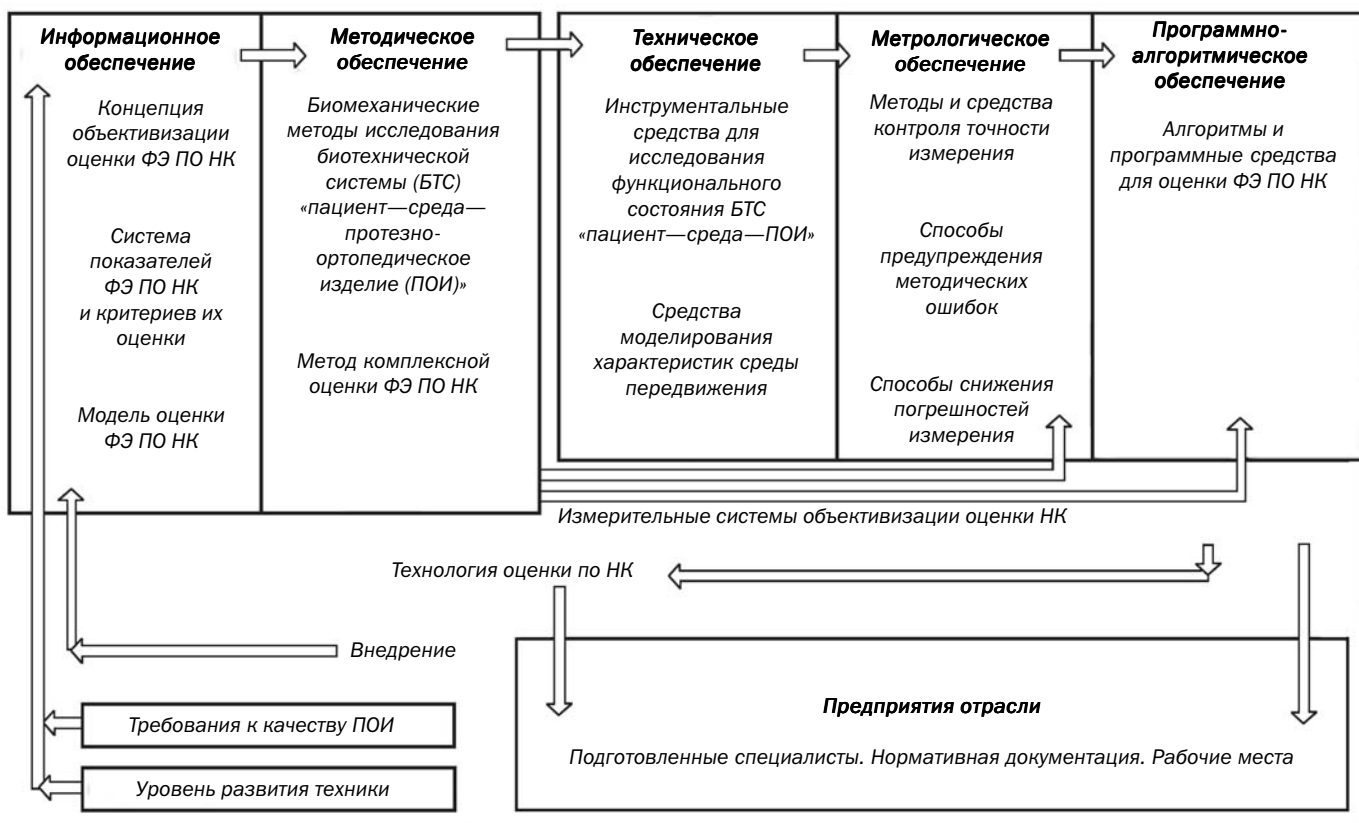 Информационное
обеспечение
Концепция
объективизации
оценки ФЭ ПО НК
Система
показателей
ФЭ ПО НК
и критериев их
оценки
Модель оценки
ФЭ ПО НК
Методическое
обеспечение
Биомеханические
методы исследования
биотехнической
системы (БТС)
«пациент—среда—
протезно-
ортопедическое
изделие (ПОИ)»
Метод комплексной
оценки ФЭ ПО НК
Техническое
обеспечение
Инструментальные
средства для
исследования
функционального
состояния БТС
«пациент—среда—ПОИ»
Средства
моделирования
характеристик среды
передвижения
Метрологическое
обеспечение
Методы и средства
контроля точности
измерения
Способы
предупреждения
методических
ошибок
Способы снижения
погрешностей
измерения
Программно-
алгоритмическое
обеспечение
Алгоритмы и
программные средства
для оценки ФЭ ПО НК
Измерительные системы объективизации оценки НК
Технология оценки по НК
Внедрение
Требования к качеству ПОИ
Уровень развития техники
Предприятия отрасли
Подготовленные специалисты. Нормативная документация. Рабочие места